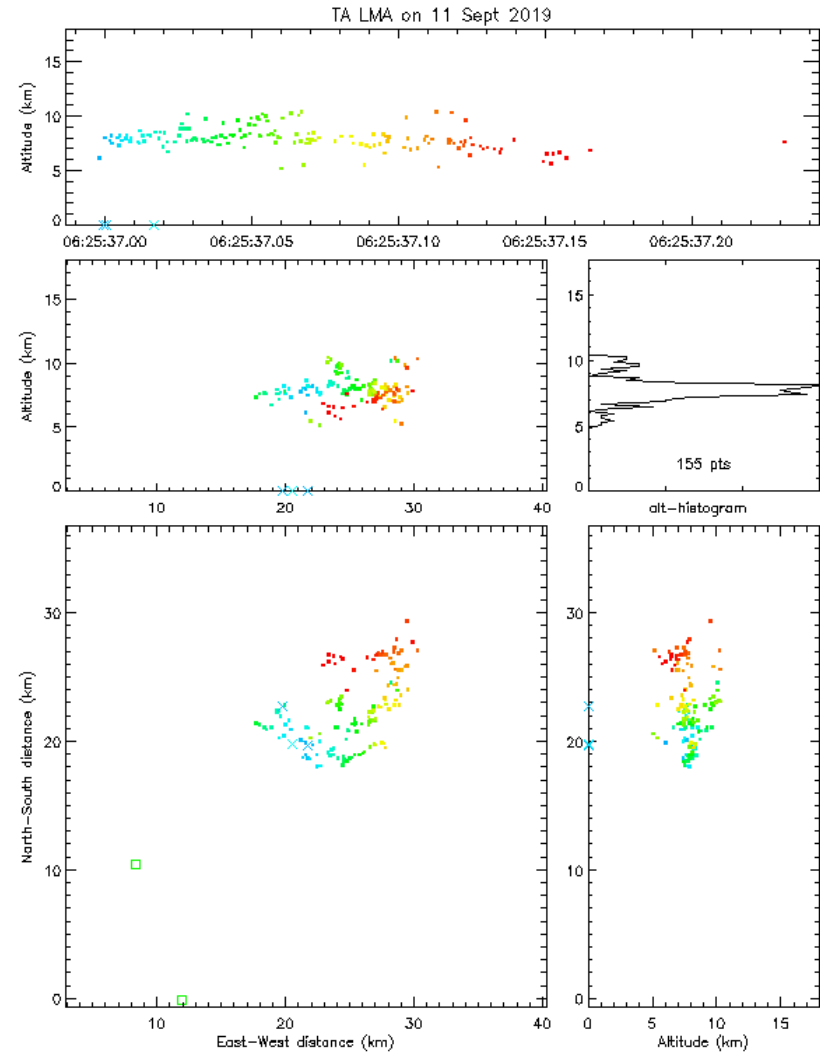 TA LMA on 11 Sept 2019
Altitude (km)
15
10
5
0
06:25:37.00 06:25:37.05 06:25:37.10 06:25:37.15 06:25:37.20
Altitude (km)
15
10
5
0
10 20 30 40
15
10
5
0
155 pts
alt-histogram
North-South distance (km)
30
20
10
0
10 20 30 40
East-West distance (km)
30
20
10
0
0 5 10 15
Altitude (km)